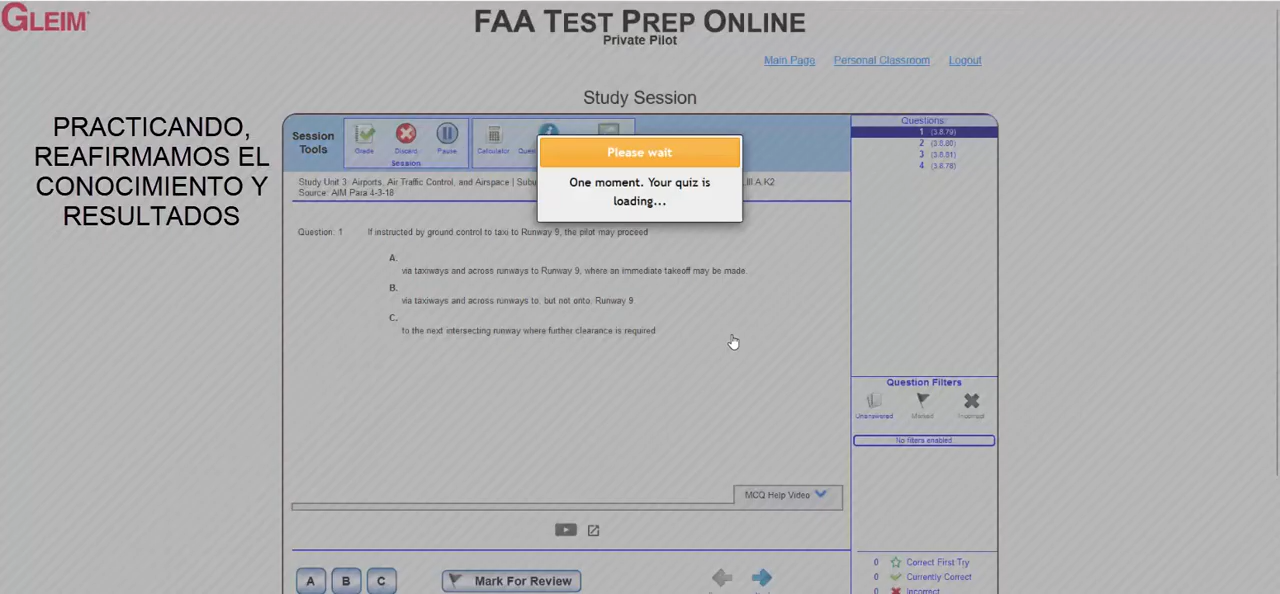 GLEIM
FAA TEST PREP ONLINE
Private Pilot
Main Page Personal Classroom Logout
Study Session
PRACTICANDO,
REAFIRMAMOS EL
CONOCIMIENTO Y
RESULTADOS
Session
Tools
Grade Discard Pause
Session
Calculator
Please wait
One moment. Your quiz is
loading...
Study Unit 3: Airports, Air Traffic Control, and Airspace |
Source: AIM Para 4-3-18
Question: 1 If instructed by ground control to taxi to Runway 9, the pilot may proceed
A.
via taxiways and across runways to Runway 9, where an immediate takeoff may be made.
B.
via taxiways and across runways to, but not onto, Runway 9
C.
to the next intersecting runway where further clearance is required
MCQ Help Video
A B C Mark For Review
Questions:
1 (3.8.79)
2 (3.8.80)
3 (3.8.81)
4 (3.8.78)
Question Filters
Unanswered Marked Incorrect
No filters enabled
0 Correct First Try
0 Currently Correct
0 Incorrect